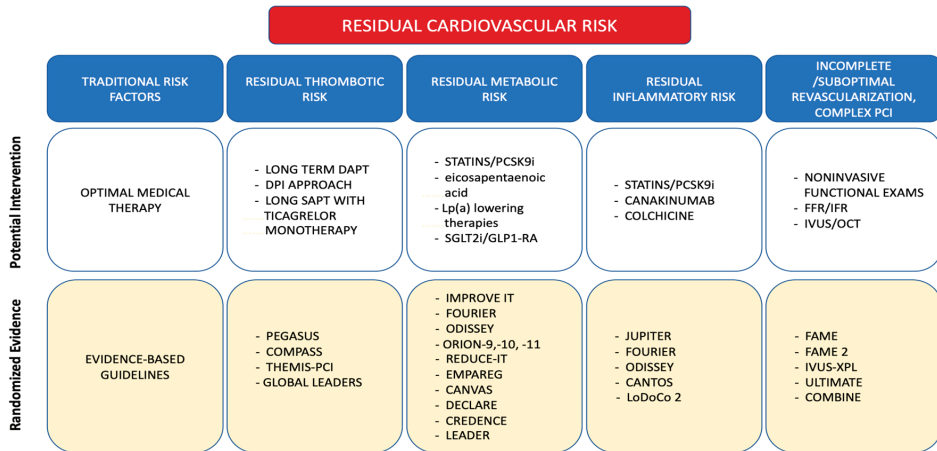 RESIDUAL CARDIOVASCULAR RISK
TRADITIONAL RISK
FACTORS
RESIDUAL THROMBOTIC
RISK
RESIDUAL METABOLIC
RISK
RESIDUAL
INFLAMMATORY RISK
INCOMPLETE
/SUBOPTIMAL
REVASCULARIZATION,
COMPLEX PCI
Potential Intervention
OPTIMAL MEDICAL
THERAPY
- LONG TERM DAPT
- DPI APPROACH
- LONG SAPT WITH
TICAGRELOR
MONOTHERAPY
- STATINS/PCSK9i
- eicosapentaenoic
acid
- Lp(a) lowering
therapies
- SGLT2i/GLP1-RA
- STATINS/PCSK9i
- CANAKINUMAB
- COLCHICINE
- NONINVASIVE
FUNCTIONAL EXAMS
- FFR/IFR
- IVUS/OCT
Randomized Evidence
EVIDENCE-BASED
GUIDELINES
- PEGASUS
- COMPASS
- THEMIS-PCI
- GLOBAL LEADERS
- IMPROVE IT
- FOURIER
- ODISSEY
- ORION-9,-10, -11
- REDUCE-IT
- EMPAREG
- CANVAS
- DECLARE
- CREDENCE
- LEADER
- JUPITER
- FOURIER
- ODISSEY
- CANTOS
- LoDoCo 2
- FAME
- FAME 2
- IVUS-XPL
- ULTIMATE
- COMBINE